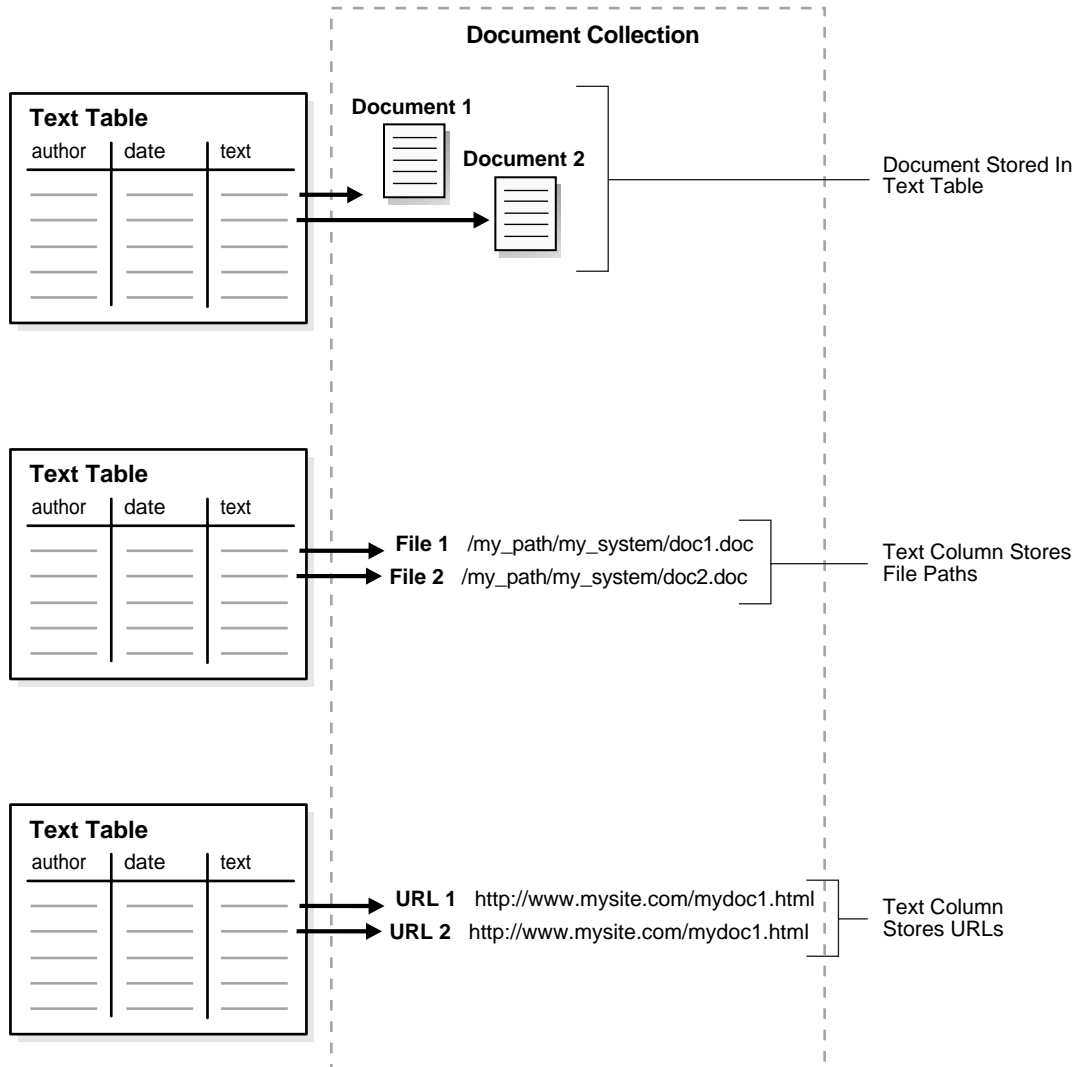 Document Collection
Text Table
author date text
Document 1
Document 2
Document Stored In
Text Table
Text Table
author date text
File 1 /my_path/my_system/doc1.doc
File 2 /my_path/my_system/doc2.doc
Text Column Stores
File Paths
Text Table
author date text
URL 1 http://www.mysite.com/mydoc1.html
URL 2 http://www.mysite.com/mydoc1.html
Text Column
Stores URLs